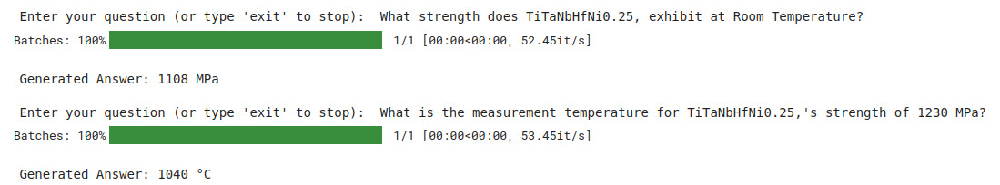 Enter your question (or type 'exit' to stop):  What strength does TiTaNbHfNi0.25, exhibit at Room Temperature?
Batches: 100% 1/1 [00:00<00:00, 52.45it/s]
Generated Answer: 1108 MPa
Enter your question (or type 'exit' to stop):  What is the measurement temperature for TiTaNbHfNi0.25,'s strength of 1230 MPa?
Batches: 100% 1/1 [00:00<00:00, 53.45it/s]
Generated Answer: 1040 °C